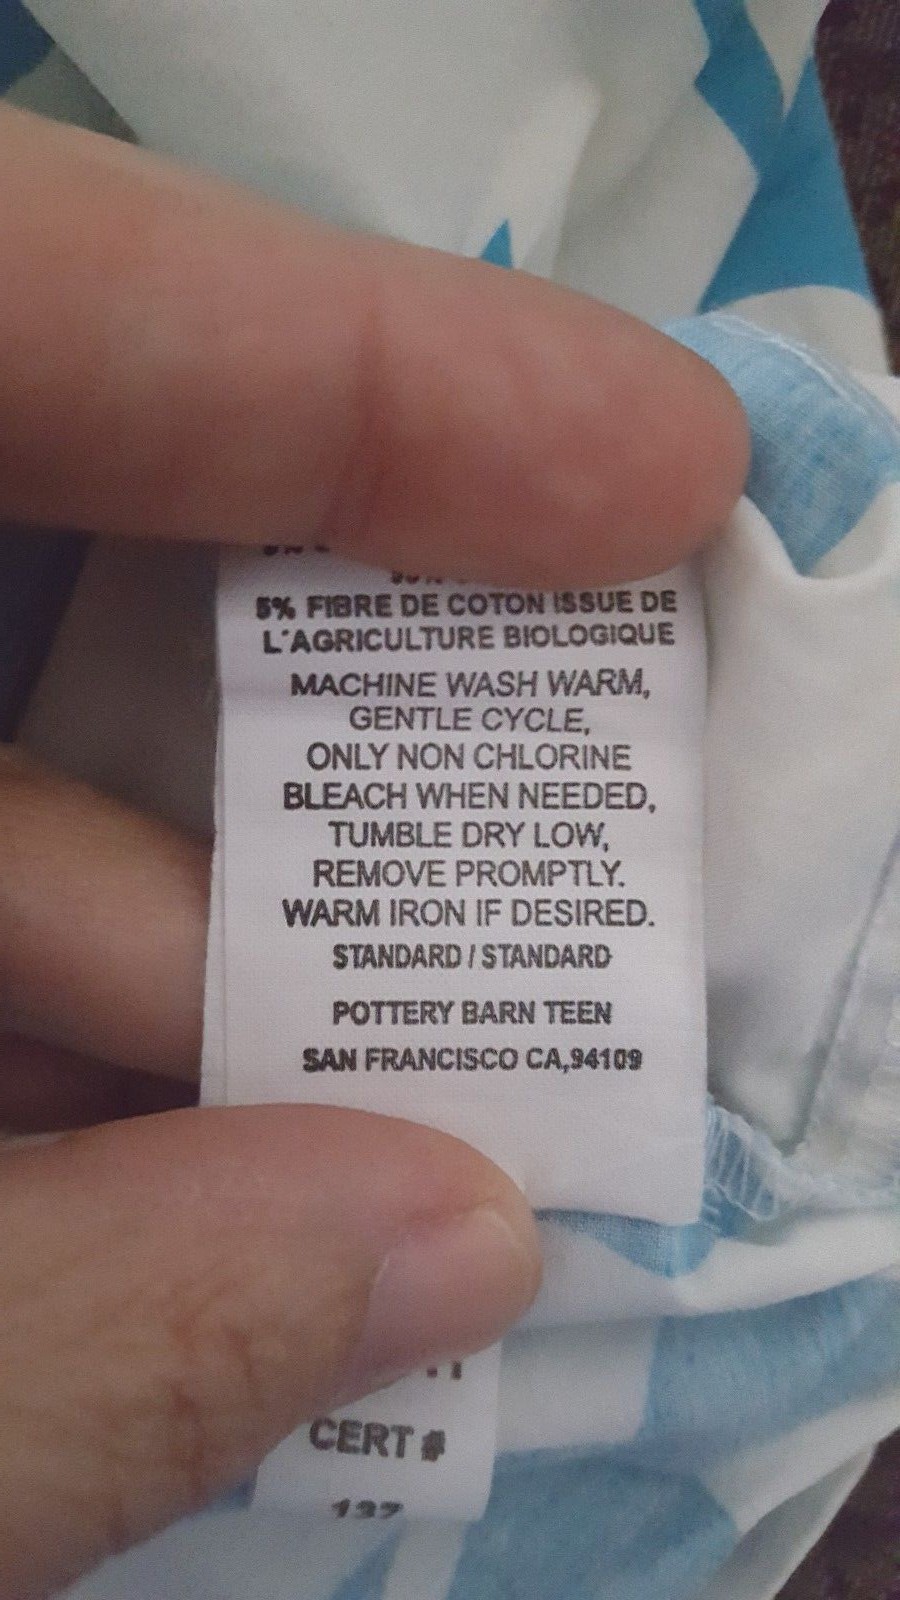 5% FIBRE DE COTON ISSUE DE
L'AGRICULTURE BIOLOGIQUE
MACHINE WASH WARM,
GENTLE CYCLE,
ONLY NON CHLORINE
BLEACH WHEN NEEDED,
TUMBLE DRY LOW,
REMOVE PROMPTLY.
WARM IRON IF DESIRED.
STANDARD / STANDARD
POTTERY BARN TEEN
SAN FRANCISCO CA,94109
CERT #
137